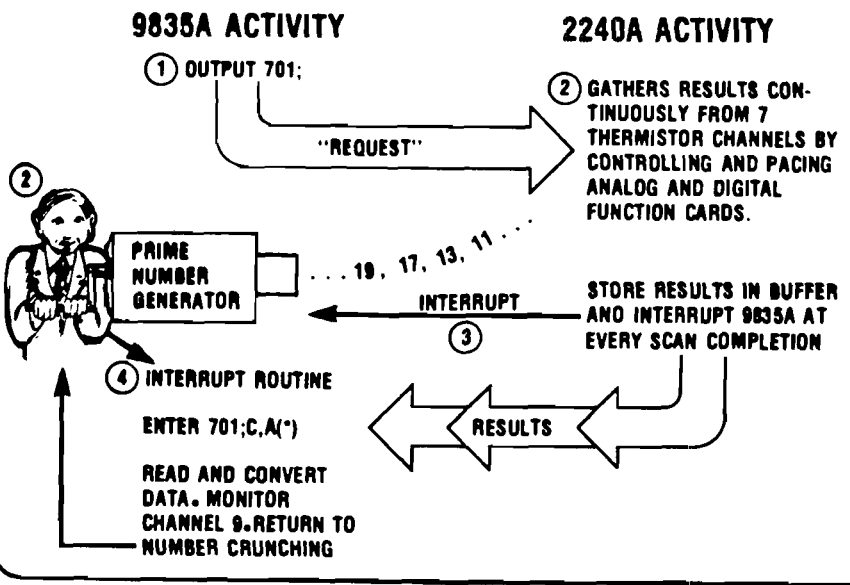 9835A ACTIVITY
2240A ACTIVITY
1 OUTPUT 701;
"REQUEST"
2 GATHERS RESULTS CON-
TINUOUSLY FROM 7
THERMISTOR CHANNELS BY
CONTROLLING AND PACING
ANALOG AND DIGITAL
FUNCTION CARDS.
2
PRIME
NUMBER
GENERATOR
. . . 19, 17, 13, 11 . . .
INTERRUPT
3
STORE RESULTS IN BUFFER
AND INTERRUPT 9835A AT
EVERY SCAN COMPLETION
RESULTS
4 INTERRUPT ROUTINE
ENTER 701;C,A(*)
READ AND CONVERT
DATA. MONITOR
CHANNEL 9.RETURN TO
NUMBER CRUNCHING